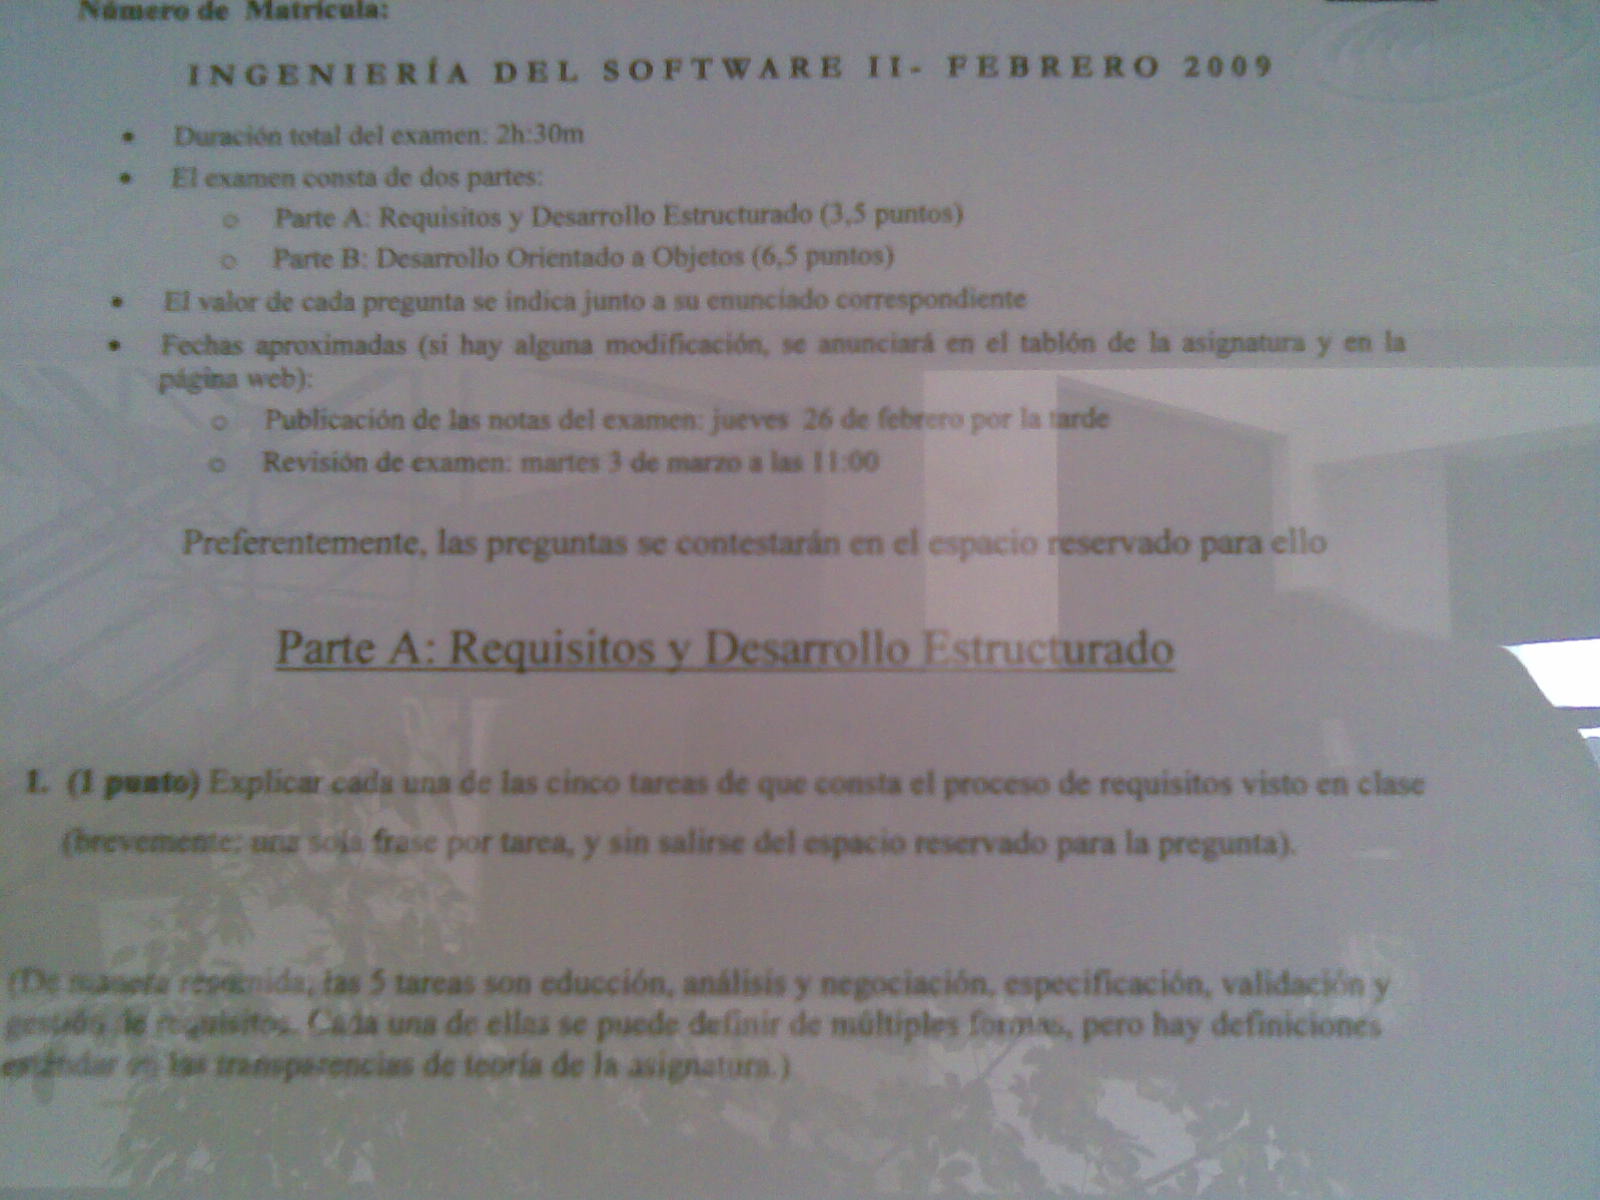 Número de Matrícula:
INGENIERÍA DEL SOFTWARE II- FEBRERO 2009
• Duración total del examen: 2h:30m
• El examen consta de dos partes:
o Parte A: Requisitos y Desarrollo Estructurado (3,5 puntos)
o Parte B: Desarrollo Orientado a Objetos (6,5 puntos)
• El valor de cada pregunta se indica junto a su enunciado correspondiente
• Fechas aproximadas (si hay alguna modificación, se anunciará en el tablón de la asignatura y en la
página web):
o Publicación de las notas del examen: jueves 26 de febrero por la tarde
o Revisión de examen: martes 3 de marzo a las 11:00
Preferentemente, las preguntas se contestarán en el espacio reservado para ello
Parte A: Requisitos y Desarrollo Estructurado
1. (1 punto) Explicar cada una de las cinco tareas de que consta el proceso de requisitos visto en clase
(brevemente: una sola frase por tarea, y sin salirse del espacio reservado para la pregunta).
(De manera resumida, las 5 tareas son educción, análisis y negociación, especificación, validación y
gestión de requisitos. Cada una de ellas se puede definir de múltiples formas, pero hay definiciones
estándar en las transparencias de teoría de la asignatura.)